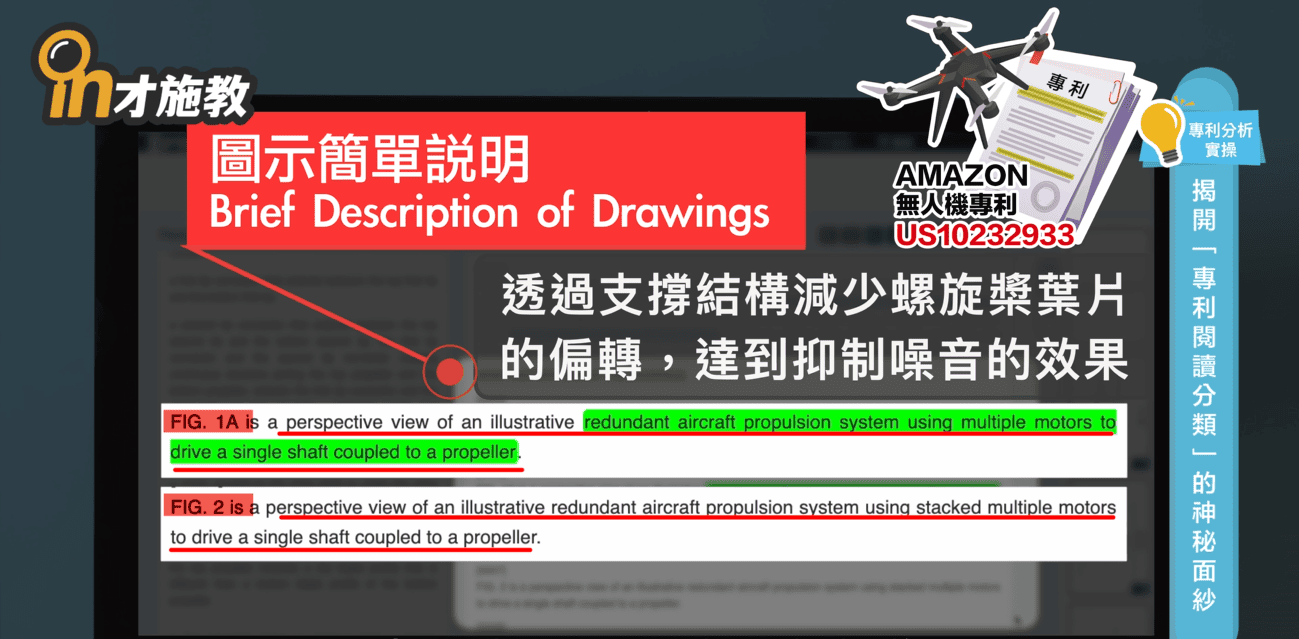 in才施教
圖示簡單説明
Brief Description of Drawings
專利
AMAZON
無人機專利
US10232933
專利分析
實操
揭開「專利閱讀分類」的神秘面紗
透過支撐結構減少螺旋槳葉片
的偏轉，達到抑制噪音的效果
FIG. 1A is a perspective view of an illustrative redundant aircraft propulsion system using multiple motors to
drive a single shaft coupled to a propeller.
FIG. 2 is a perspective view of an illustrative redundant aircraft propulsion system using stacked multiple motors
to drive a single shaft coupled to a propeller.